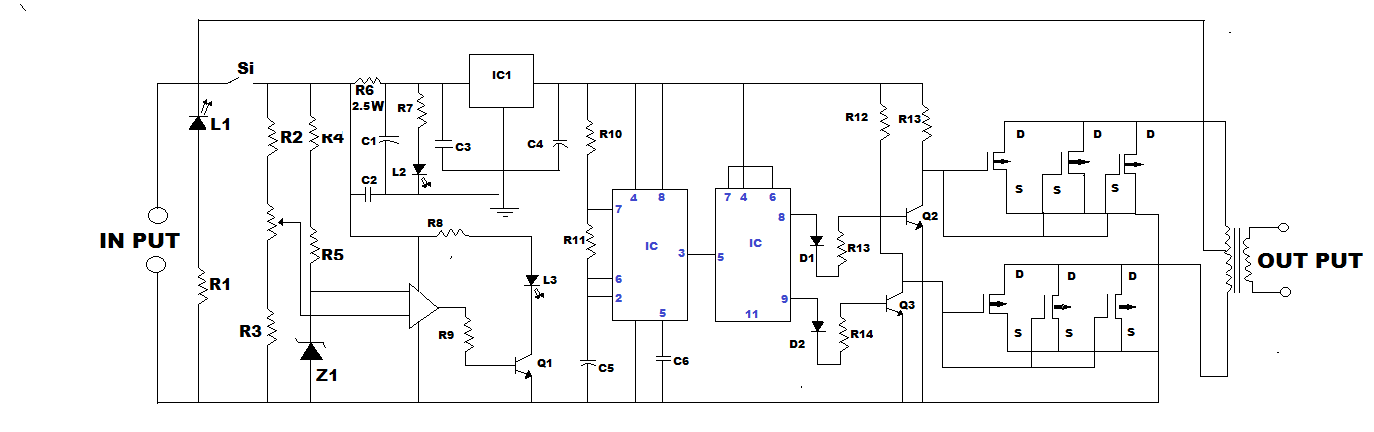 Si
IC1
R6
2.5W
R7
L1
R2
R4
C1
C3
C4
R10
R12
R13
D
D
D
L2
C2
4
8
7
4
6
S
S
S
7
8
Q2
IN PUT
R8
R11
IC
IC
D1
R13
OUT PUT
3
5
R5
R1
L3
6
2
9
Q3
D
D
D
R3
R9
5
11
D2
R14
S
S
S
Z1
Q1
C5
C6